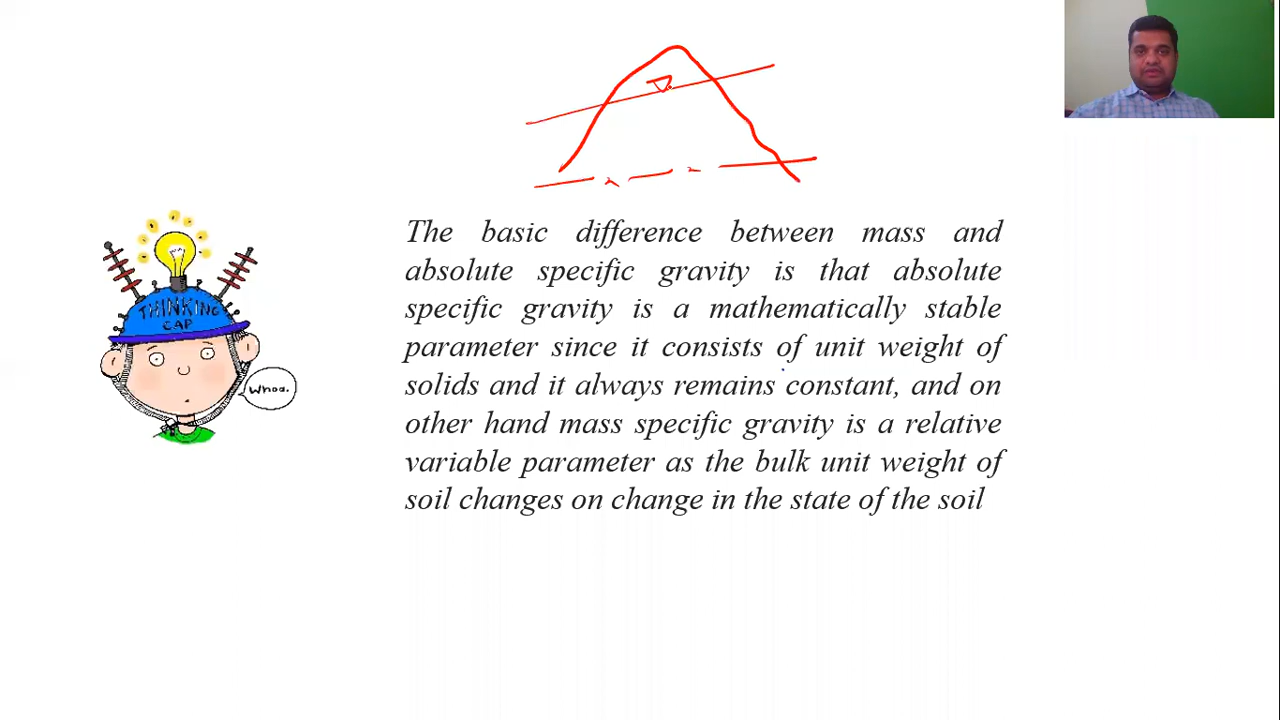 The basic difference between mass and
absolute specific gravity is that absolute
specific gravity is a mathematically stable
parameter since it consists of unit weight of
solids and it always remains constant, and on
other hand mass specific gravity is a relative
variable parameter as the bulk unit weight of
soil changes on change in the state of the soil
THINKING
CAP
Whoa.